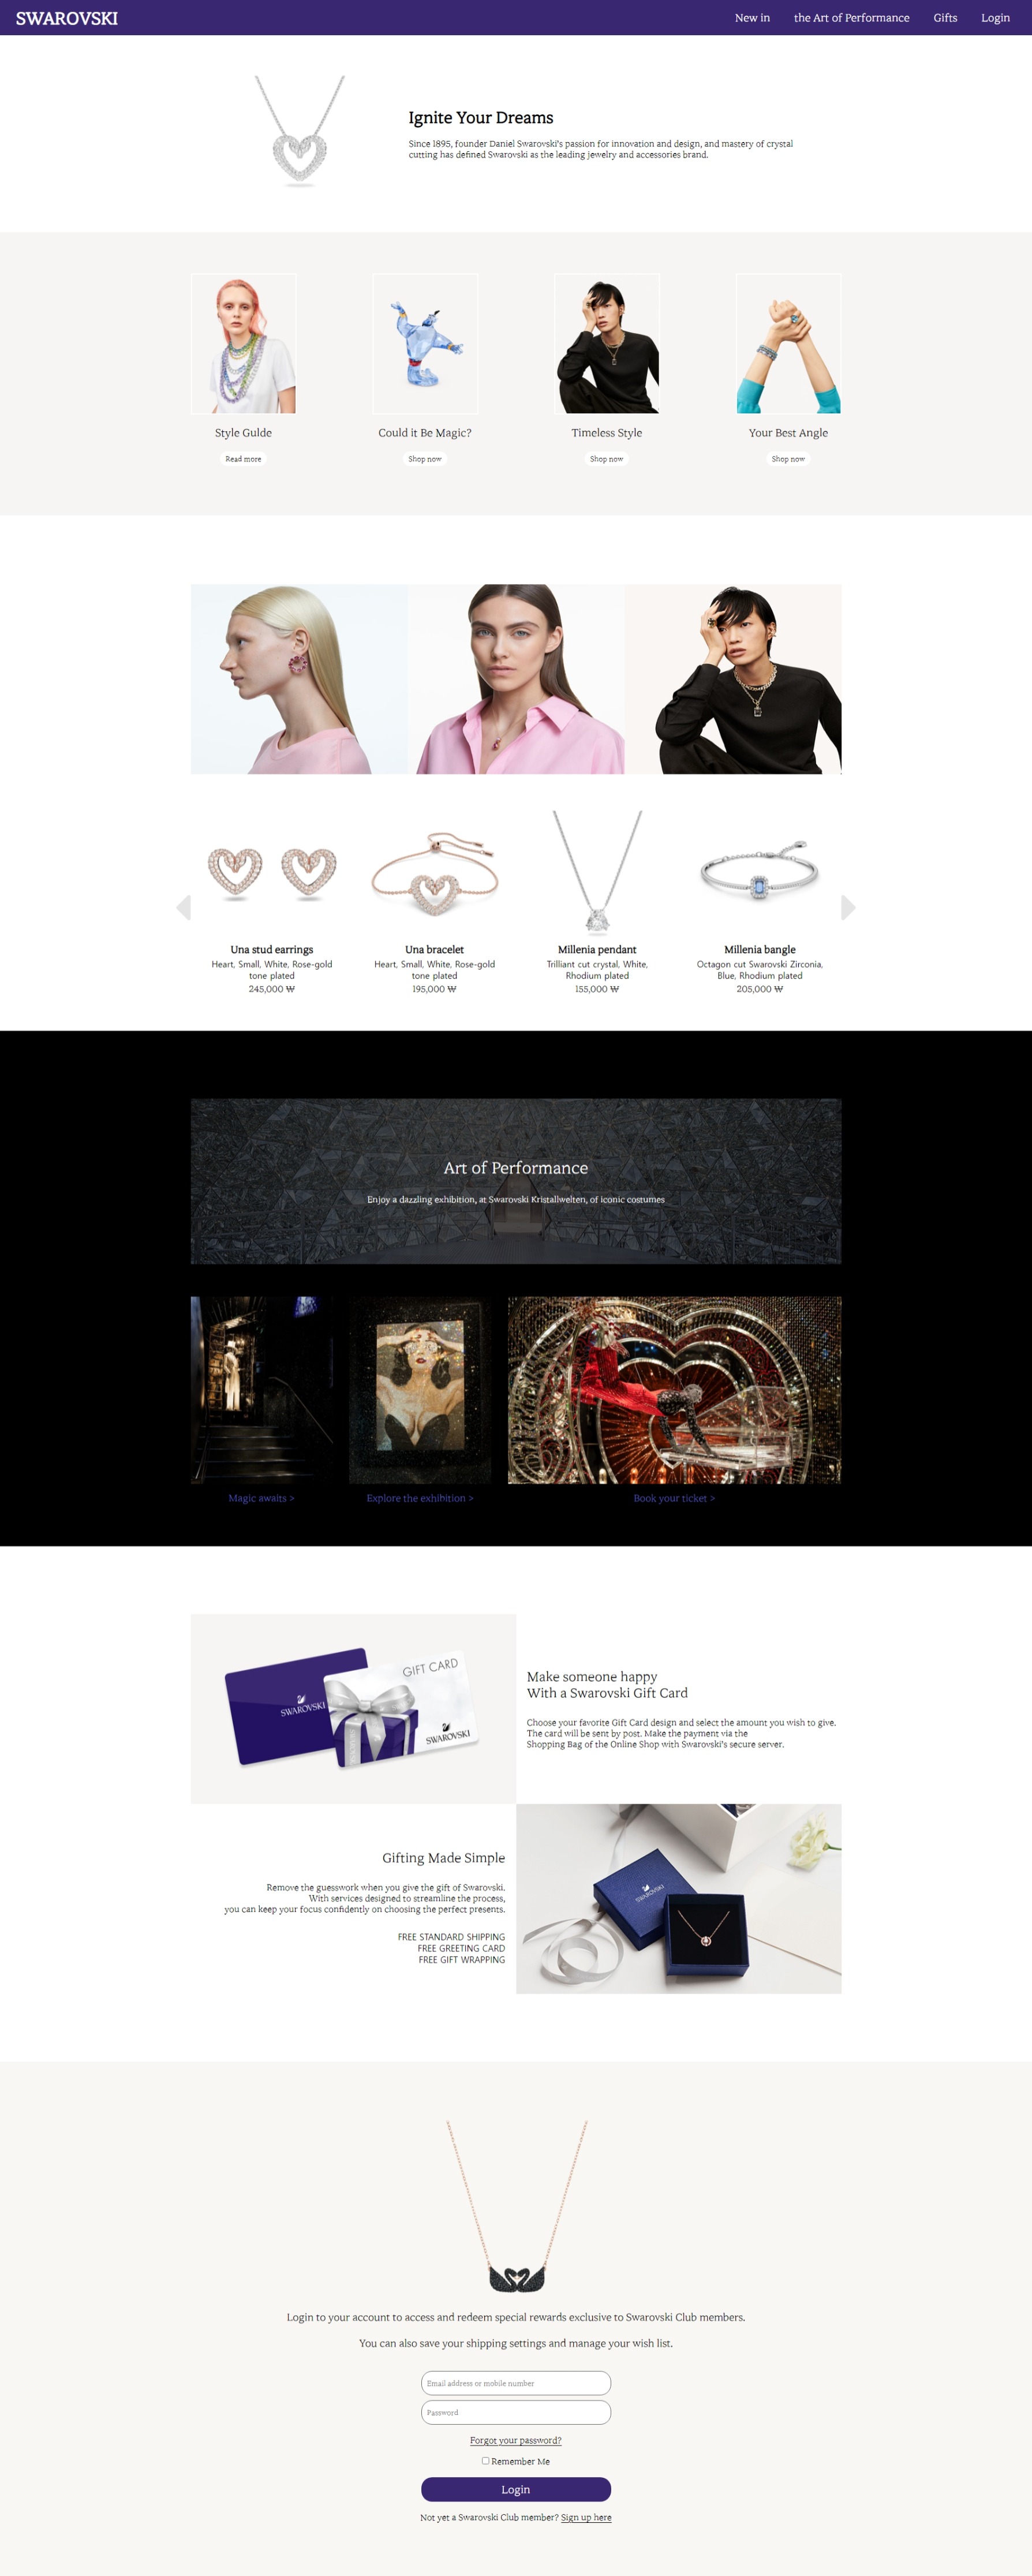 SWAROVSKI
New in the Art of Performance Gifts Login
Ignite Your Dreams
Since 1895, founder Daniel Swarovski's passion for innovation and design, and mastery of crystal
cutting has defined Swarovski as the leading jewelry and accessories brand.
Style Gulde
Read more
Could it Be Magic?
Shop now
Timeless Style
Shop now
Your Best Angle
Shop now
Una stud earrings
Heart, Small, White, Rose-gold
tone plated
245,000 ₩
Una bracelet
Heart, Small, White, Rose-gold
tone plated
195,000 ₩
Millenia pendant
Trilliant cut crystal, White,
Rhodium plated
155,000 ₩
Millenia bangle
Octagon cut Swarovski Zirconia,
Blue, Rhodium plated
205,000 ₩
Art of Performance
Enjoy a dazzling exhibition, at Swarovski Kristallwelten, of iconic costumes
Magic awaits >
Explore the exhibition >
Book your ticket >
SWAROVSKI
GIFT CARD
SWAROVSKI
Make someone happy
With a Swarovski Gift Card
Choose your favorite Gift Card design and select the amount you wish to give.
The card will be sent by post. Make the payment via the
Shopping Bag of the Online Shop with Swarovski's secure server.
Gifting Made Simple
Remove the guesswork when you give the gift of Swarovski.
With services designed to streamline the process,
you can keep your focus confidently on choosing the perfect presents.
FREE STANDARD SHIPPING
FREE GREETING CARD
FREE GIFT WRAPPING
SWAROVSKI
Login to your account to access and redeem special rewards exclusive to Swarovski Club members.
You can also save your shipping settings and manage your wish list.
Email address or mobile number
Password
Forgot your password?
Remember Me
Login
Not yet a Swarovski Club member? Sign up here